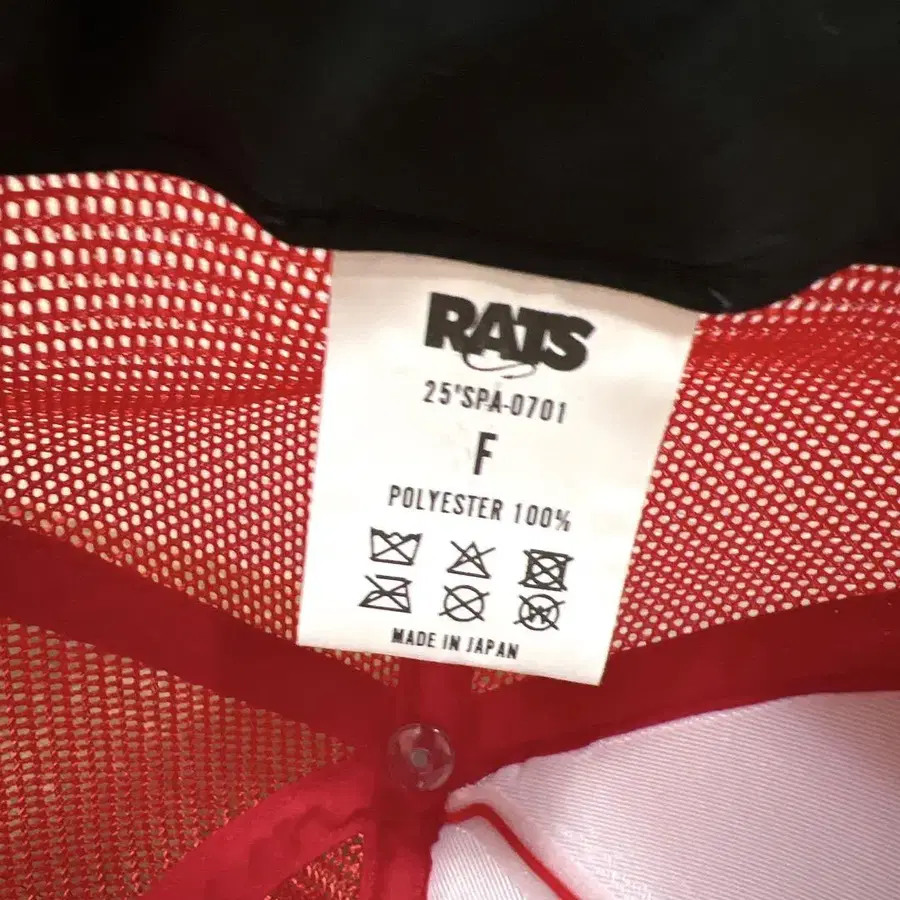 RATS
25'SPA-0701
F
POLYESTER 100%
MADE IN JAPAN